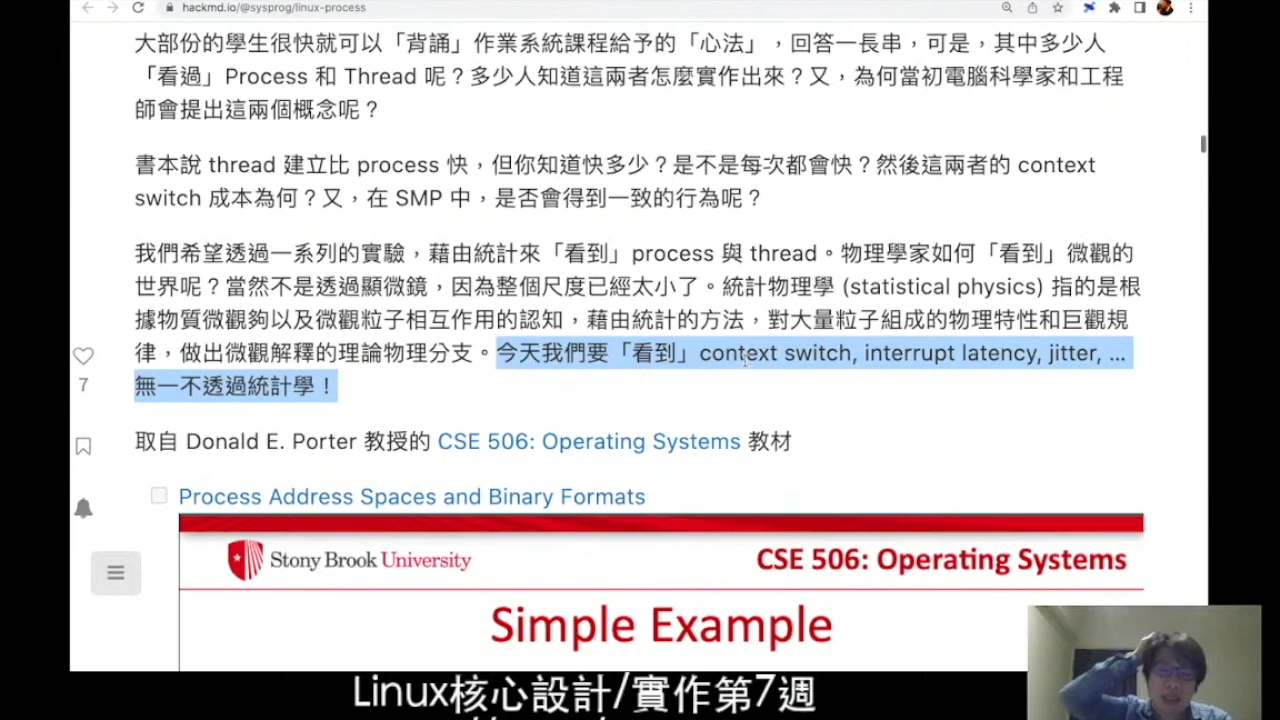 hackmd.io/@sysprog/linux-process
大部份的學生很快就可以「背誦」作業系統課程給予的「心法」，回答一長串，可是，其中多少人
「看過」Process 和 Thread 呢？多少人知道這兩者怎麼實作出來？又，為何當初電腦科學家和工程
師會提出這兩個概念呢？
書本說 thread 建立比 process 快，但你知道快多少？是不是每次都會快？然後這兩者的 context
switch 成本為何？又，在 SMP 中，是否會得到一致的行為呢？
我們希望透過一系列的實驗，藉由統計來「看到」process 與 thread。物理學家如何「看到」微觀的
世界呢？當然不是透過顯微鏡，因為整個尺度已經太小了。統計物理學 (statistical physics) 指的是根
據物質微觀夠以及微觀粒子相互作用的認知，藉由統計的方法，對大量粒子組成的物理特性和巨觀規
律，做出微觀解釋的理論物理分支。今天我們要「看到」context switch, interrupt latency, jitter, ...
無一不透過統計學！
7
取自 Donald E. Porter 教授的 CSE 506: Operating Systems 教材
Process Address Spaces and Binary Formats
Stony Brook University
CSE 506: Operating Systems
Simple Example
Linux核心設計/實作第7週